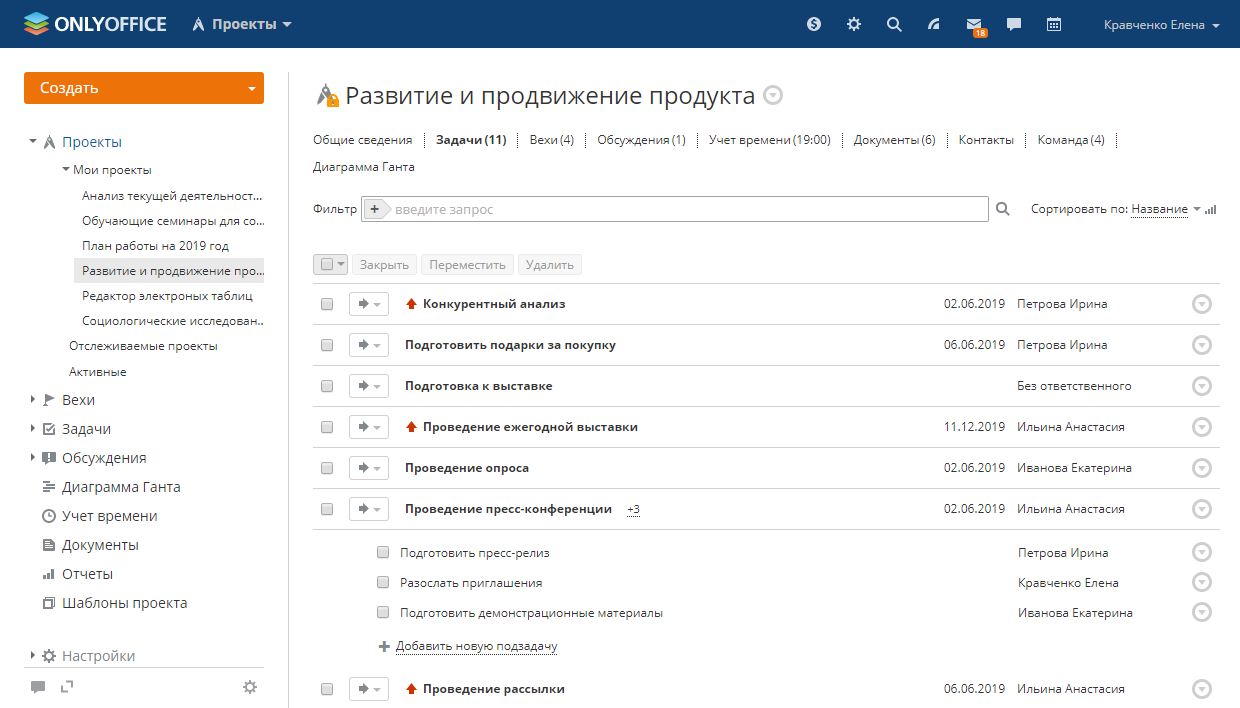 ONLYOFFICE Проекты 18 Кравченко Елена
Создать
Проекты
Мои проекты
Анализ текущей деятельност...
Обучающие семинары для со...
План работы на 2019 год
Развитие и продвижение про...
Редактор электроных таблиц
Социологические исследован..
Отслеживаемые проекты
Активные
Вехи
Задачи
Обсуждения
Диаграмма Ганта
Учет времени
Документы
Отчеты
Шаблоны проекта
Настройки
Развитие и продвижение продукта
Общие сведения Задачи (11) Вехи (4) Обсуждения (1) Учет времени (19:00) Документы (6) Контакты Команда (4)
Диаграмма Ганта
Фильтр + введите запрос Сортировать по: Название
Закрыть Переместить Удалить
Конкурентный анализ 02.06.2019 Петрова Ирина
Подготовить подарки за покупку 06.06.2019 Петрова Ирина
Подготовка к выставке Без ответственного
Проведение ежегодной выставки 11.12.2019 Ильина Анастасия
Проведение опроса 02.06.2019 Иванова Екатерина
Проведение пресс-конференции +3 02.06.2019 Ильина Анастасия
Подготовить пресс-релиз Петрова Ирина
Разослать приглашения Кравченко Елена
Подготовить демонстрационные материалы Иванова Екатерина
Добавить новую подзадачу
Проведение рассылки 06.06.2019 Ильина Анастасия